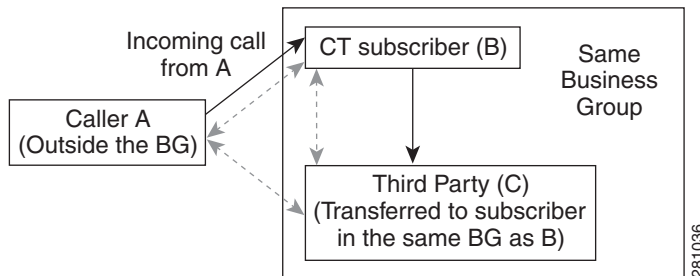 Incoming call
from A
CT subscriber (B)
Same
Business
Group
Caller A
(Outside the BG)
Third Party (C)
(Transferred to subscriber
in the same BG as B)
281036